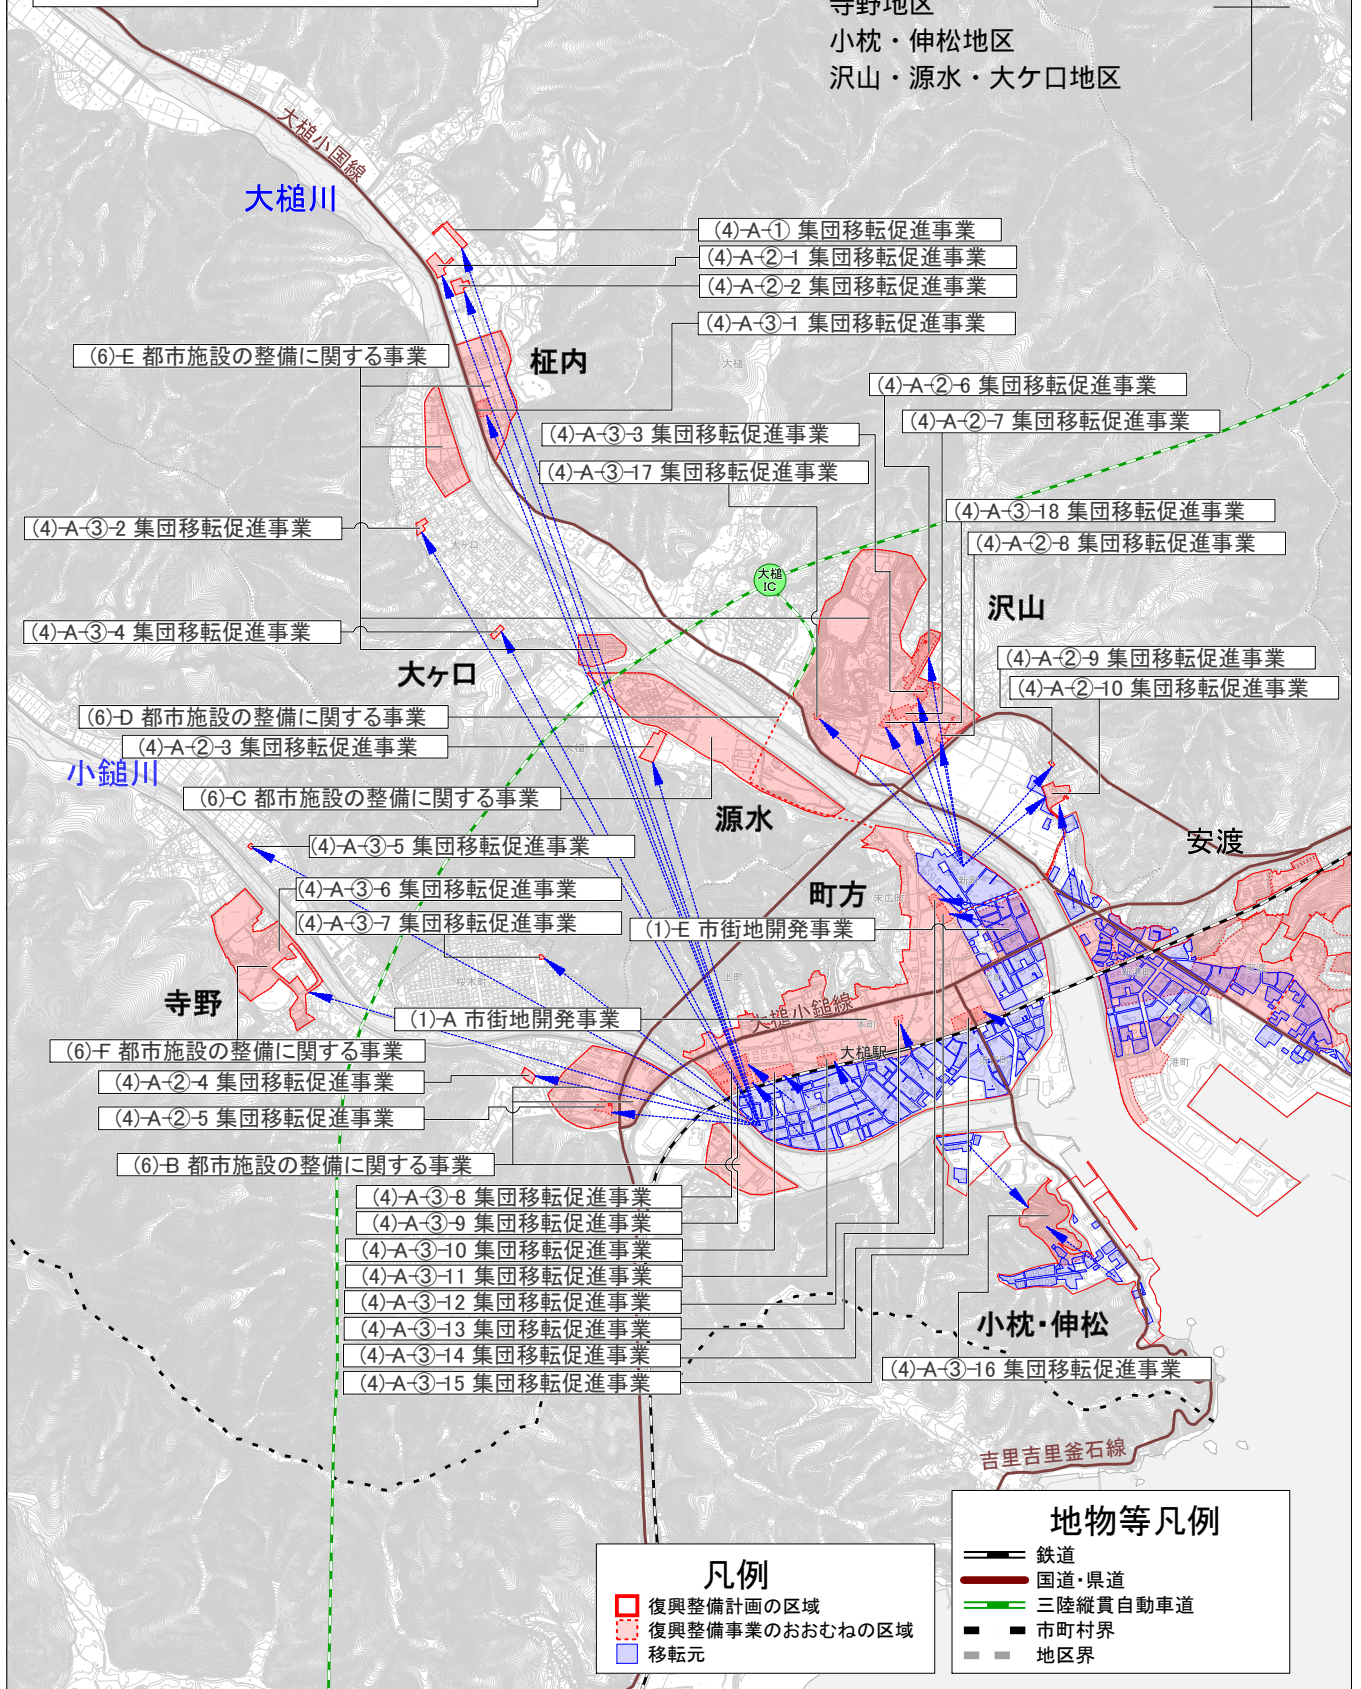 寺野地区
小枕・伸松地区
沢山・源水・大ケ口地区
大槌小国線
大槌川
(4)-A-① 集団移転促進事業
(4)-A-②-1 集団移転促進事業
(4)-A-②-2 集団移転促進事業
(4)-A-③-1 集団移転促進事業
(6)-E 都市施設の整備に関する事業
柾内
大槌
(4)-A-②-6 集団移転促進事業
(4)-A-②-7 集団移転促進事業
(4)-A-③-3 集団移転促進事業
(4)-A-③-17 集団移転促進事業
(4)-A-③-18 集団移転促進事業
(4)-A-③-2 集団移転促進事業
大ケ口
(4)-A-②-8 集団移転促進事業
大槌
IC
沢山
(4)-A-③-4 集団移転促進事業
(4)-A-②-9 集団移転促進事業
大ヶ口
(4)-A-②-10 集団移転促進事業
(6)-D 都市施設の整備に関する事業
(4)-A-②-3 集団移転促進事業
大槌
小鎚川
(6)-C 都市施設の整備に関する事業
源水
安渡
(4)-A-③-5 集団移転促進事業
(4)-A-③-6 集団移転促進事業
町方
末広町
(4)-A-③-7 集団移転促進事業
(1)-E 市街地開発事業
上町
桜木町
寺野
(1)-A 市街地開発事業
大槌小鎚線
本町
大槌駅
(6)-F 都市施設の整備に関する事業
港町
(4)-A-②-4 集団移転促進事業
(4)-A-②-5 集団移転促進事業
(6)-B 都市施設の整備に関する事業
(4)-A-③-8 集団移転促進事業
(4)-A-③-9 集団移転促進事業
(4)-A-③-10 集団移転促進事業
(4)-A-③-11 集団移転促進事業
(4)-A-③-12 集団移転促進事業
(4)-A-③-13 集団移転促進事業
(4)-A-③-14 集団移転促進事業
(4)-A-③-15 集団移転促進事業
小枕・伸松
(4)-A-③-16 集団移転促進事業
吉里吉里釜石線
凡例
復興整備計画の区域
復興整備事業のおおむねの区域
移転元
地物等凡例
鉄道
国道・県道
三陸縦貫自動車道
市町村界
地区界